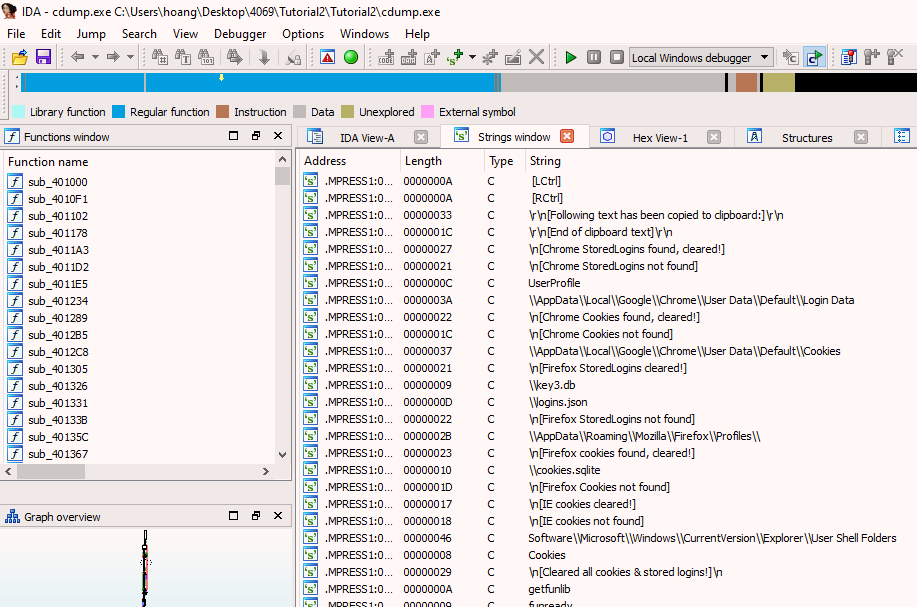 IDA - cdump.exe C:\Users\hoang\Desktop\4069\Tutorial2\Tutorial2\cdump.exe
File Edit Jump Search View Debugger Options Windows Help
Local Windows debugger
Library function Regular function Instruction Data Unexplored External symbol
Functions window
IDA View-A Strings window Hex View-1 Structures
Function name
sub_401000
sub_4010F1
sub_401102
sub_401178
sub_4011A3
sub_4011D2
sub_4011E5
sub_401234
sub_401289
sub_4012B5
sub_4012C8
sub_401305
sub_401326
sub_401331
sub_40133B
sub_40135C
sub_401367
Graph overview
Address Length Type String
.MPRESS1:0... 0000000A C [LCtrl]
.MPRESS1:0... 0000000A C [RCtrl]
.MPRESS1:0... 00000033 C \r\n[Following text has been copied to clipboard:]\r\n
.MPRESS1:0... 0000001C C \r\n[End of clipboard text]\r\n
.MPRESS1:0... 00000027 C \n[Chrome StoredLogins found, cleared!]
.MPRESS1:0... 00000021 C \n[Chrome StoredLogins not found]
.MPRESS1:0... 0000000C C UserProfile
.MPRESS1:0... 0000003A C \\AppData\\Local\\Google\\Chrome\\User Data\\Default\\Login Data
.MPRESS1:0... 00000022 C \n[Chrome Cookies found, cleared!]
.MPRESS1:0... 0000001C C \n[Chrome Cookies not found]
.MPRESS1:0... 00000037 C \\AppData\\Local\\Google\\Chrome\\User Data\\Default\\Cookies
.MPRESS1:0... 00000021 C \n[Firefox StoredLogins cleared!]
.MPRESS1:0... 00000009 C \\key3.db
.MPRESS1:0... 0000000D C \\logins.json
.MPRESS1:0... 00000022 C \n[Firefox StoredLogins not found]
.MPRESS1:0... 0000002B C \\AppData\\Roaming\\Mozilla\\Firefox\\Profiles\\
.MPRESS1:0... 00000023 C \n[Firefox cookies found, cleared!]
.MPRESS1:0... 00000010 C \\cookies.sqlite
.MPRESS1:0... 0000001D C \n[Firefox Cookies not found]
.MPRESS1:0... 00000017 C \n[IE cookies cleared!]
.MPRESS1:0... 00000018 C \n[IE cookies not found]
.MPRESS1:0... 00000046 C Software\\Microsoft\\Windows\\CurrentVersion\\Explorer\\User Shell Folders
.MPRESS1:0... 00000008 C Cookies
.MPRESS1:0... 00000029 C \n[Cleared all cookies & stored logins!]\n
.MPRESS1:0... 0000000A C getfunlib
.MPRESS1:0... 00000009 C funready